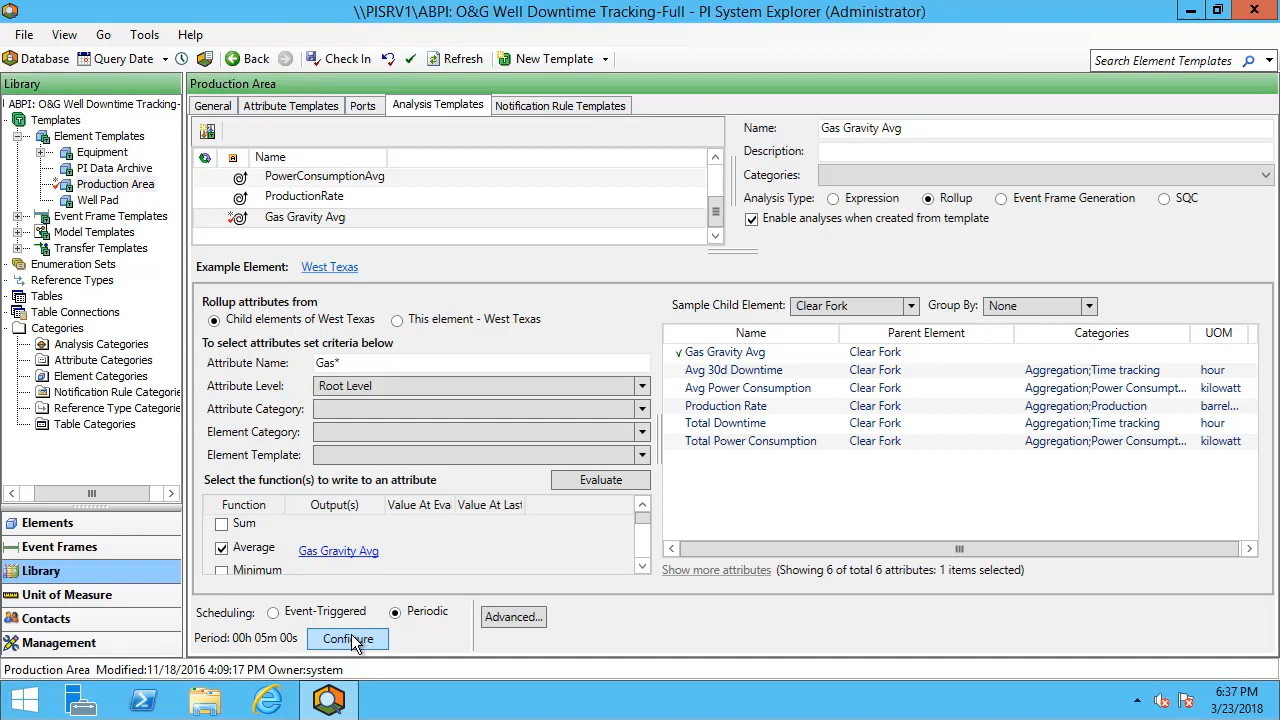 \\PISRV1\ABPI: O&G Well Downtime Tracking-Full - PI System Explorer (Administrator)
File View Go Tools Help
Database Query Date Back Check In Refresh New Template Search Element Templates
Library
ABPI: O&G Well Downtime Tracking-
Templates
Element Templates
Equipment
PI Data Archive
Production Area
Well Pad
Event Frame Templates
Model Templates
Transfer Templates
Enumeration Sets
Reference Types
Tables
Table Connections
Categories
Analysis Categories
Attribute Categories
Element Categories
Notification Rule Categories
Reference Type Categories
Table Categories
Elements
Event Frames
Library
Unit of Measure
Contacts
Management
Production Area
General Attribute Templates Ports Analysis Templates Notification Rule Templates
Name
PowerConsumptionAvg
ProductionRate
Gas Gravity Avg
Name: Gas Gravity Avg
Description:
Categories:
Analysis Type: Expression Rollup Event Frame Generation SQC
Enable analyses when created from template
Example Element: West Texas
Rollup attributes from
Child elements of West Texas This element - West Texas
To select attributes set criteria below
Attribute Name: Gas*
Attribute Level: Root Level
Attribute Category:
Element Category:
Element Template:
Select the function(s) to write to an attribute Evaluate
Function Output(s) Value At Eva Value At Last
Sum
Average Gas Gravity Avg
Minimum
Sample Child Element: Clear Fork Group By: None
Name Parent Element Categories UOM
Gas Gravity Avg Clear Fork
Avg 30d Downtime Clear Fork Aggregation;Time tracking hour
Avg Power Consumption Clear Fork Aggregation;Power Consumpt... kilowatt
Production Rate Clear Fork Aggregation;Production barrel...
Total Downtime Clear Fork Aggregation;Time tracking hour
Total Power Consumption Clear Fork Aggregation;Power Consumpt... kilowatt
Show more attributes (Showing 6 of total 6 attributes: 1 items selected)
Scheduling: Event-Triggered Periodic Advanced...
Period: 00h 05m 00s Configure
Production Area Modified:11/18/2016 4:09:17 PM Owner:system
6:37 PM
3/23/2018